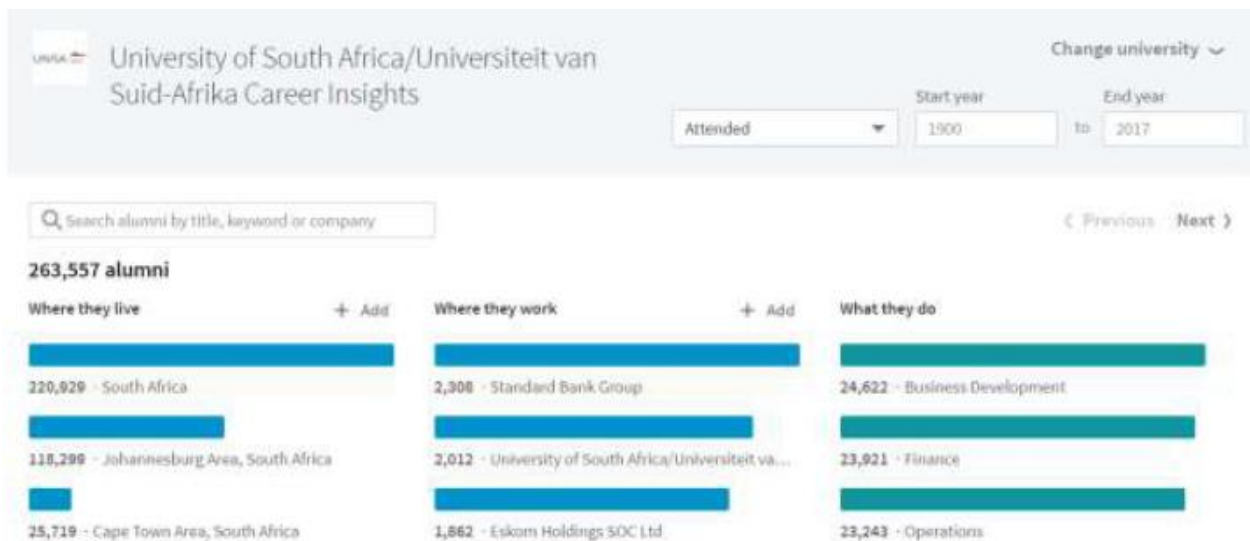 UNISA
University of South Africa/Universiteit van
Suid-Afrika Career Insights
Change university
Attended
Start year
1900
to
End year
2017
Search alumni by title, keyword or company
Previous Next
263,557 alumni
Where they live
+ Add
220,929 · South Africa
118,299 · Johannesburg Area, South Africa
25,719 · Cape Town Area, South Africa
Where they work
+ Add
2,308 · Standard Bank Group
2,012 · University of South Africa/Universiteit va...
1,862 · Eskom Holdings SOC Ltd
What they do
24,622 · Business Development
23,921 · Finance
23,243 · Operations